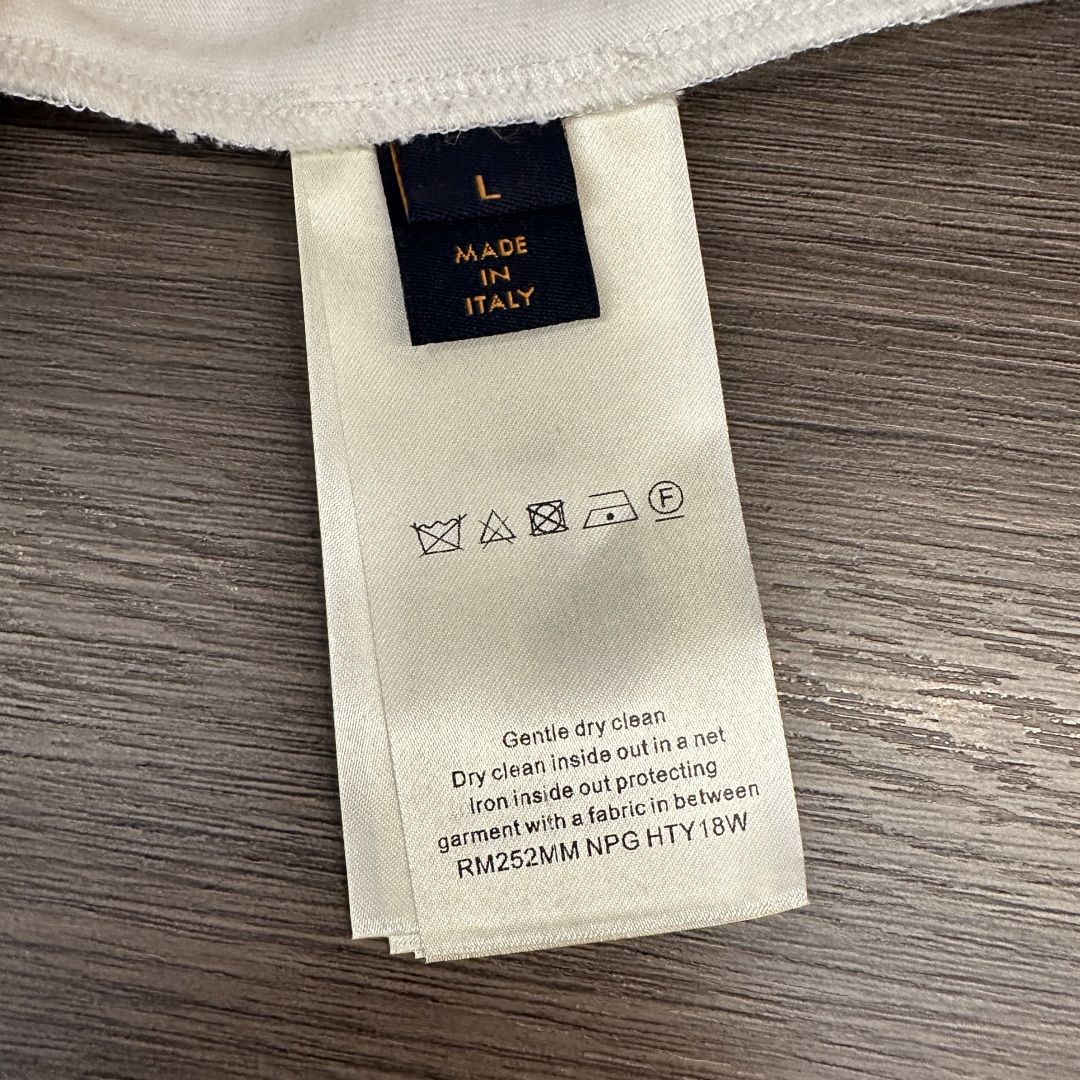 L
MADE
IN
ITALY
F
Gentle dry clean
Dry clean inside out in a net
Iron inside out protecting
garment with a fabric in between
RM252MM NPG HTY18W